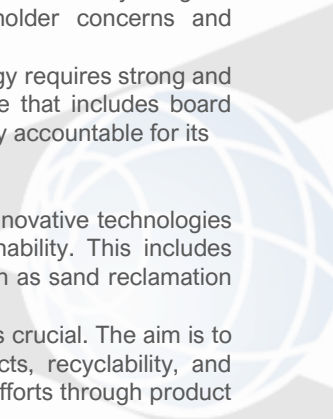 holder concerns and
gy requires strong and
e that includes board
y accountable for its
nnovative technologies
nability. This includes
h as sand reclamation
s crucial. The aim is to
cts, recyclability, and
fforts through product